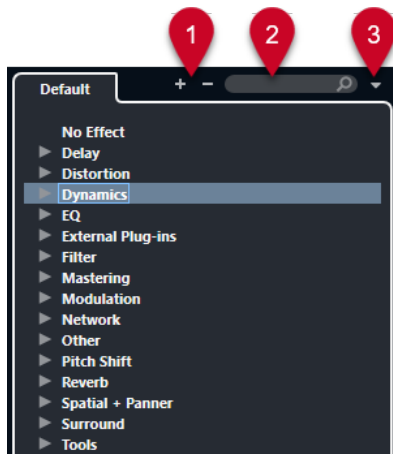 1 2 3
Default + −
No Effect
Delay
Distortion
Dynamics
EQ
External Plug-ins
Filter
Mastering
Modulation
Network
Other
Pitch Shift
Reverb
Spatial + Panner
Surround
Tools